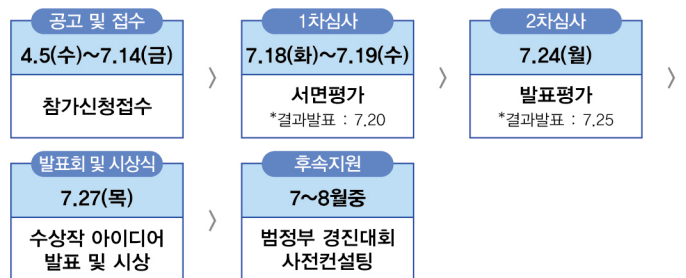 공고 및 접수
4.5(수)~7.14(금)
참가신청접수
〉
1차심사
7.18(화)~7.19(수)
서면평가
*결과발표 : 7.20
〉
2차심사
7.24(월)
발표평가
*결과발표 : 7.25
〉
발표회 및 시상식
7.27(목)
수상작 아이디어
발표 및 시상
〉
후속지원
7~8월중
범정부 경진대회
사전컨설팅